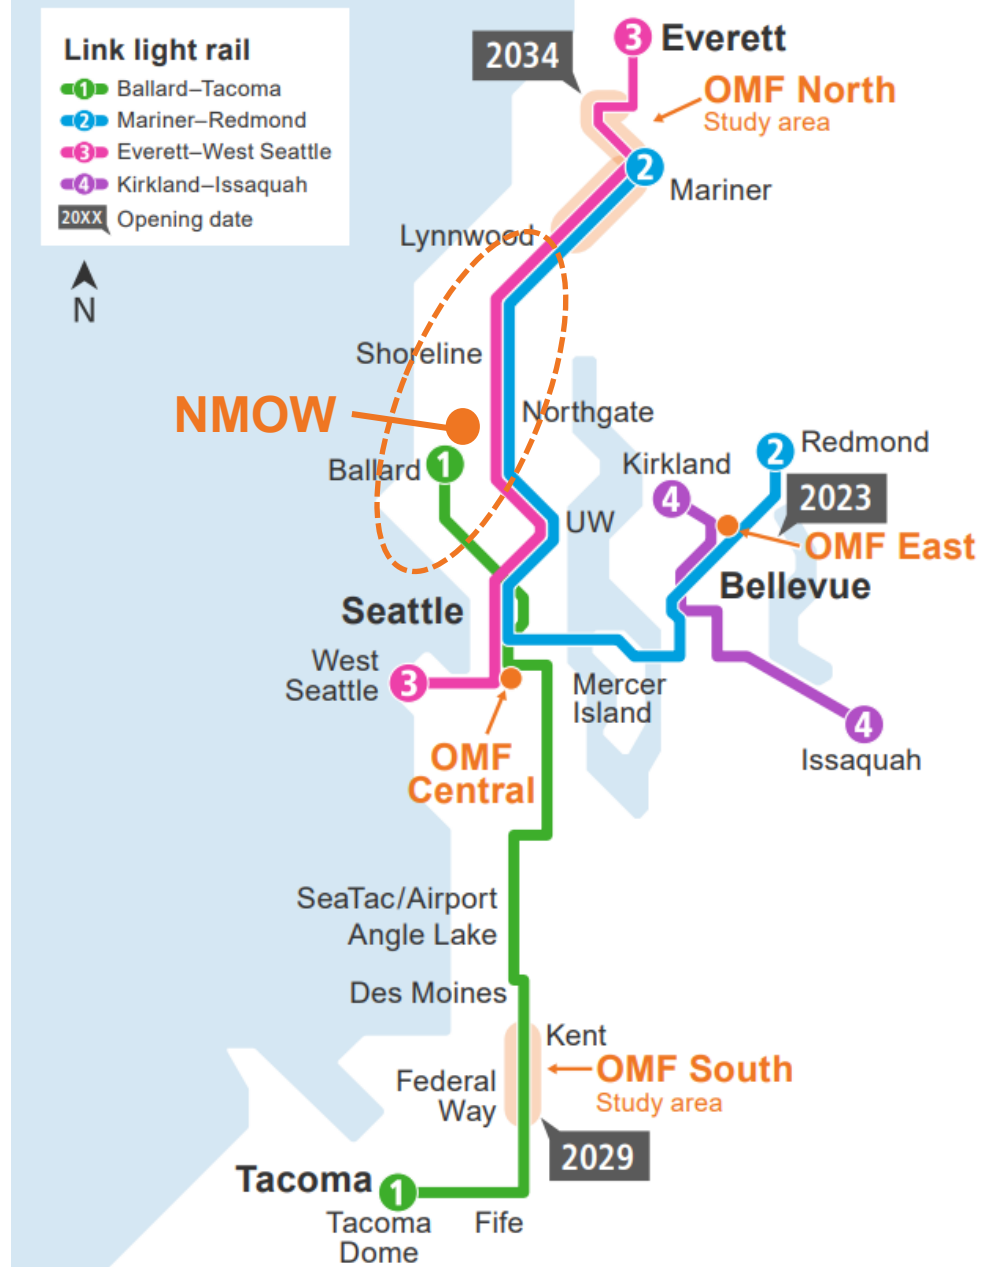 Link light rail
1 Ballard–Tacoma
2 Mariner–Redmond
3 Everett–West Seattle
4 Kirkland–Issaquah
20XX Opening date
N
2034
3 Everett
OMF North
Study area
2
Mariner
Lynnwood
Shoreline
NMOW
Northgate
Ballard 1
Kirkland
4
2 Redmond
2023
UW
OMF East
Bellevue
Seattle
West
Seattle
3
Mercer
Island
4
Issaquah
OMF
Central
SeaTac/Airport
Angle Lake
Des Moines
Kent
OMF South
Study area
Federal
Way
2029
Tacoma 1
Tacoma
Dome
Fife